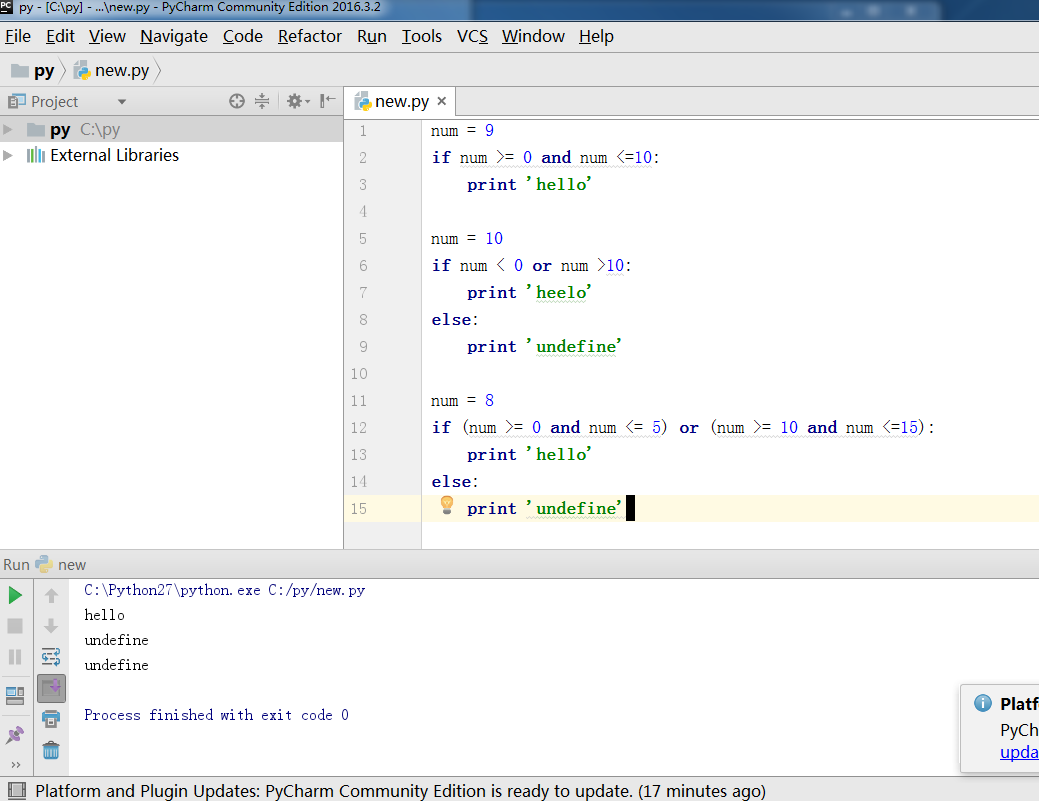 py - [C:\py] - ...\new.py - PyCharm Community Edition 2016.3.2
File Edit View Navigate Code Refactor Run Tools VCS Window Help
py new.py
Project
new.py
py C:\py
External Libraries
1 num = 9
2 if num >= 0 and num <=10:
3 print 'hello'
4
5 num = 10
6 if num < 0 or num >10:
7 print 'heelo'
8 else:
9 print 'undefine'
10
11 num = 8
12 if (num >= 0 and num <= 5) or (num >= 10 and num <=15):
13 print 'hello'
14 else:
15 print 'undefine'
Run new
C:\Python27\python.exe C:/py/new.py
hello
undefine
undefine
Process finished with exit code 0
Platf
PyCh
upda
Platform and Plugin Updates: PyCharm Community Edition is ready to update. (17 minutes ago)